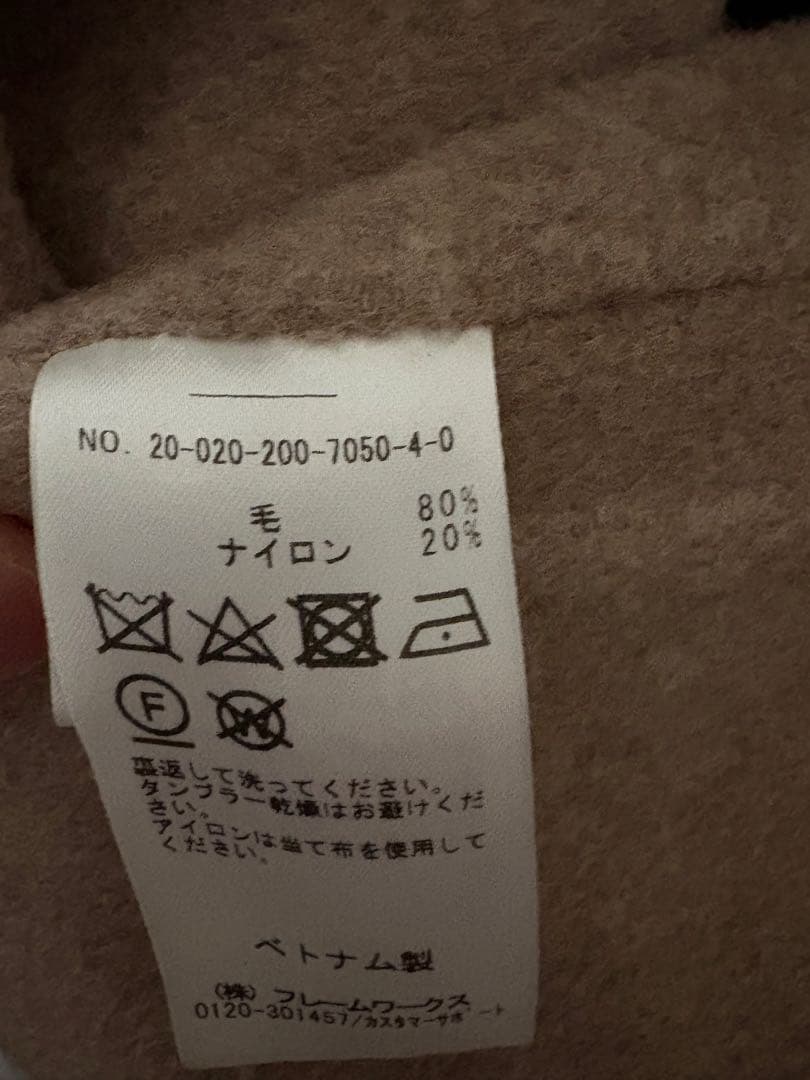 NO. 20-020-200-7050-4-0
毛 80%
ナイロン 20%
F
W
裏返して洗ってください。
タンブラー乾燥はお避けくだ
さい。
アイロンは当て布を使用して
ください。
ベトナム製
(株) フレームワークス
0120-301457/カスタマーサポート